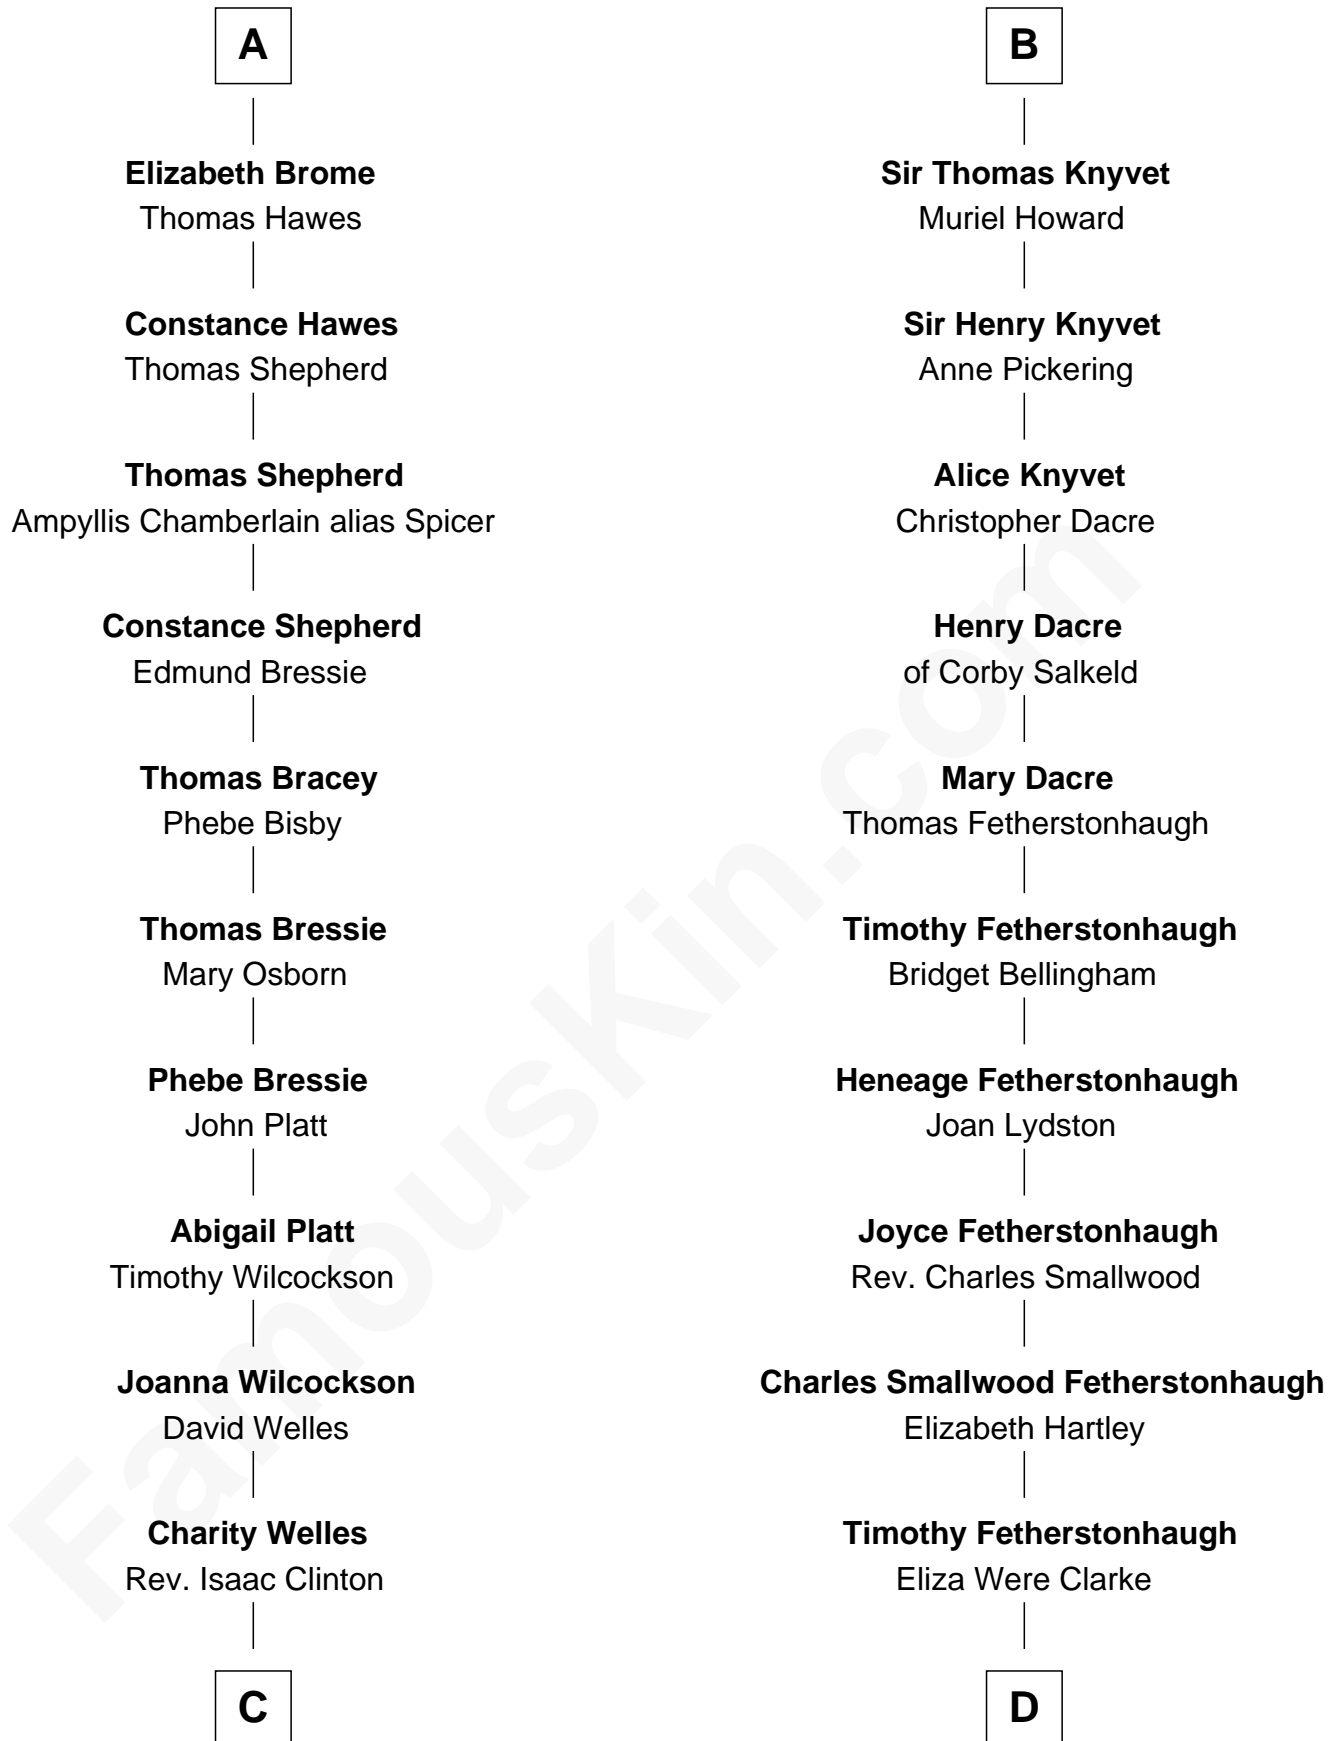 A
Elizabeth Brome
Thomas Hawes
Constance Hawes
Thomas Shepherd
Thomas Shepherd
Ampyllis Chamberlain alias Spicer
Constance Shepherd
Edmund Bressie
Thomas Bracey
Phebe Bisby
Thomas Bressie
Mary Osborn
Phebe Bressie
John Platt
Abigail Platt
Timothy Wilcockson
Joanna Wilcockson
David Welles
Charity Welles
Rev. Isaac Clinton
C
B
Sir Thomas Knyvet
Muriel Howard
Sir Henry Knyvet
Anne Pickering
Alice Knyvet
Christopher Dacre
Henry Dacre
of Corby Salkeld
Mary Dacre
Thomas Fetherstonhaugh
Timothy Fetherstonhaugh
Bridget Bellingham
Heneage Fetherstonhaugh
Joan Lydston
Joyce Fetherstonhaugh
Rev. Charles Smallwood
Charles Smallwood Fetherstonhaugh
Elizabeth Hartley
Timothy Fetherstonhaugh
Eliza Were Clarke
D
FamousKin.com